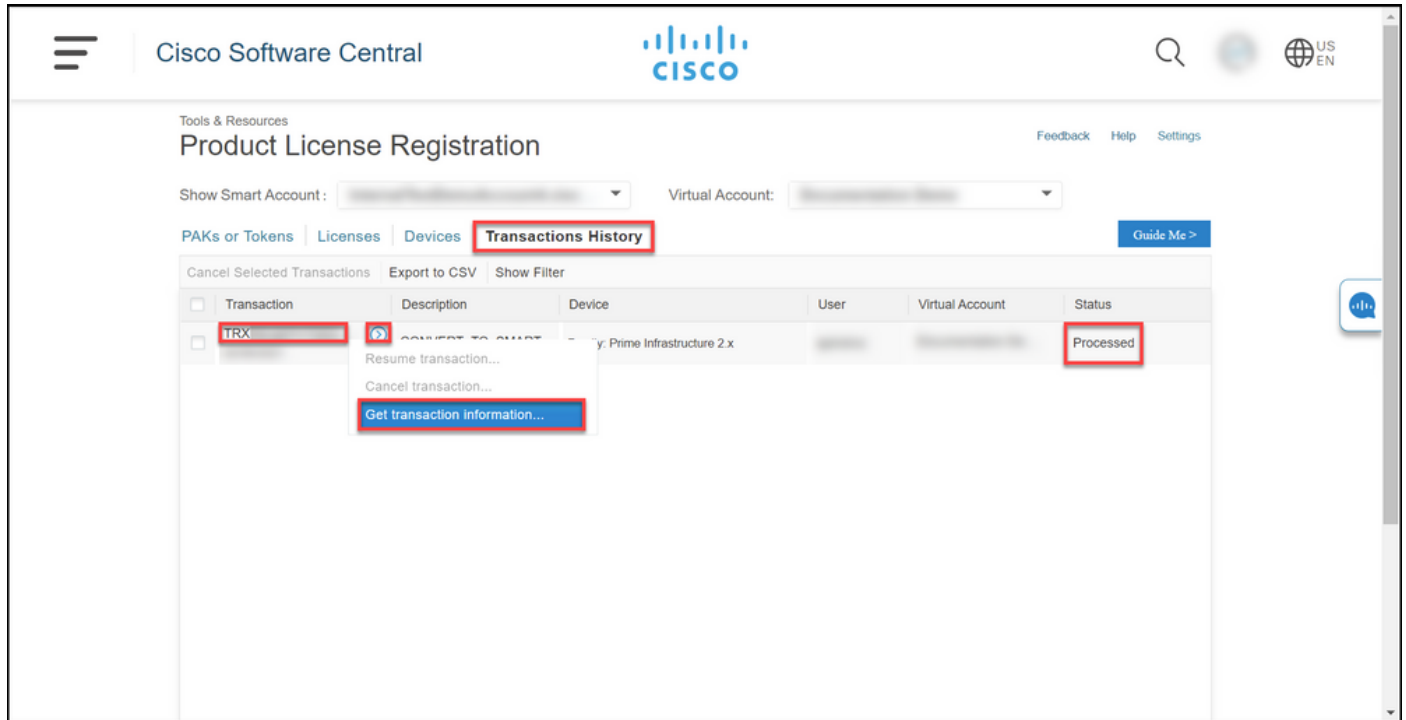 Cisco Software Central
CISCO
US
EN
Tools & Resources
Product License Registration
Feedback Help Settings
Show Smart Account :
Virtual Account:
PAKs or Tokens Licenses Devices Transactions History
Guide Me >
Cancel Selected Transactions Export to CSV Show Filter
Transaction Description Device User Virtual Account Status
TRX
Prime Infrastructure 2.x
Processed
Resume transaction...
Cancel transaction...
Get transaction information...